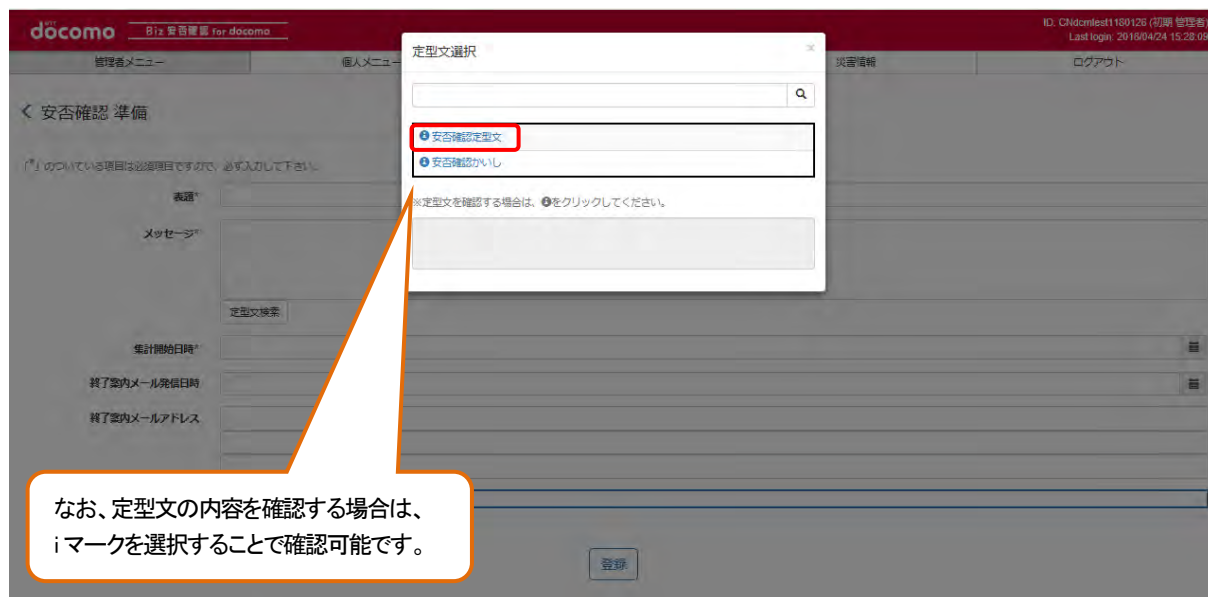 döcomo Biz 安否確認 for docomo
ID: CNdcmtest1180126 (初期 管理者)
Last login: 2016/04/24 15:28:09
管理者メニュー
個人メニュー
災害情報
ログアウト
定型文選択
×
安否確認定型文
安否確認かいし
※定型文を確認する場合は、iをクリックしてください。
く 安否確認 準備
「*」のついている項目は必須項目ですので、必ず入力して下さい。
表題*
メッセージ*
定型文検索
集計開始日時*
終了案内メール発信日時
終了案内メールアドレス
なお、定型文の内容を確認する場合は、
i マークを選択することで確認可能です。
登録